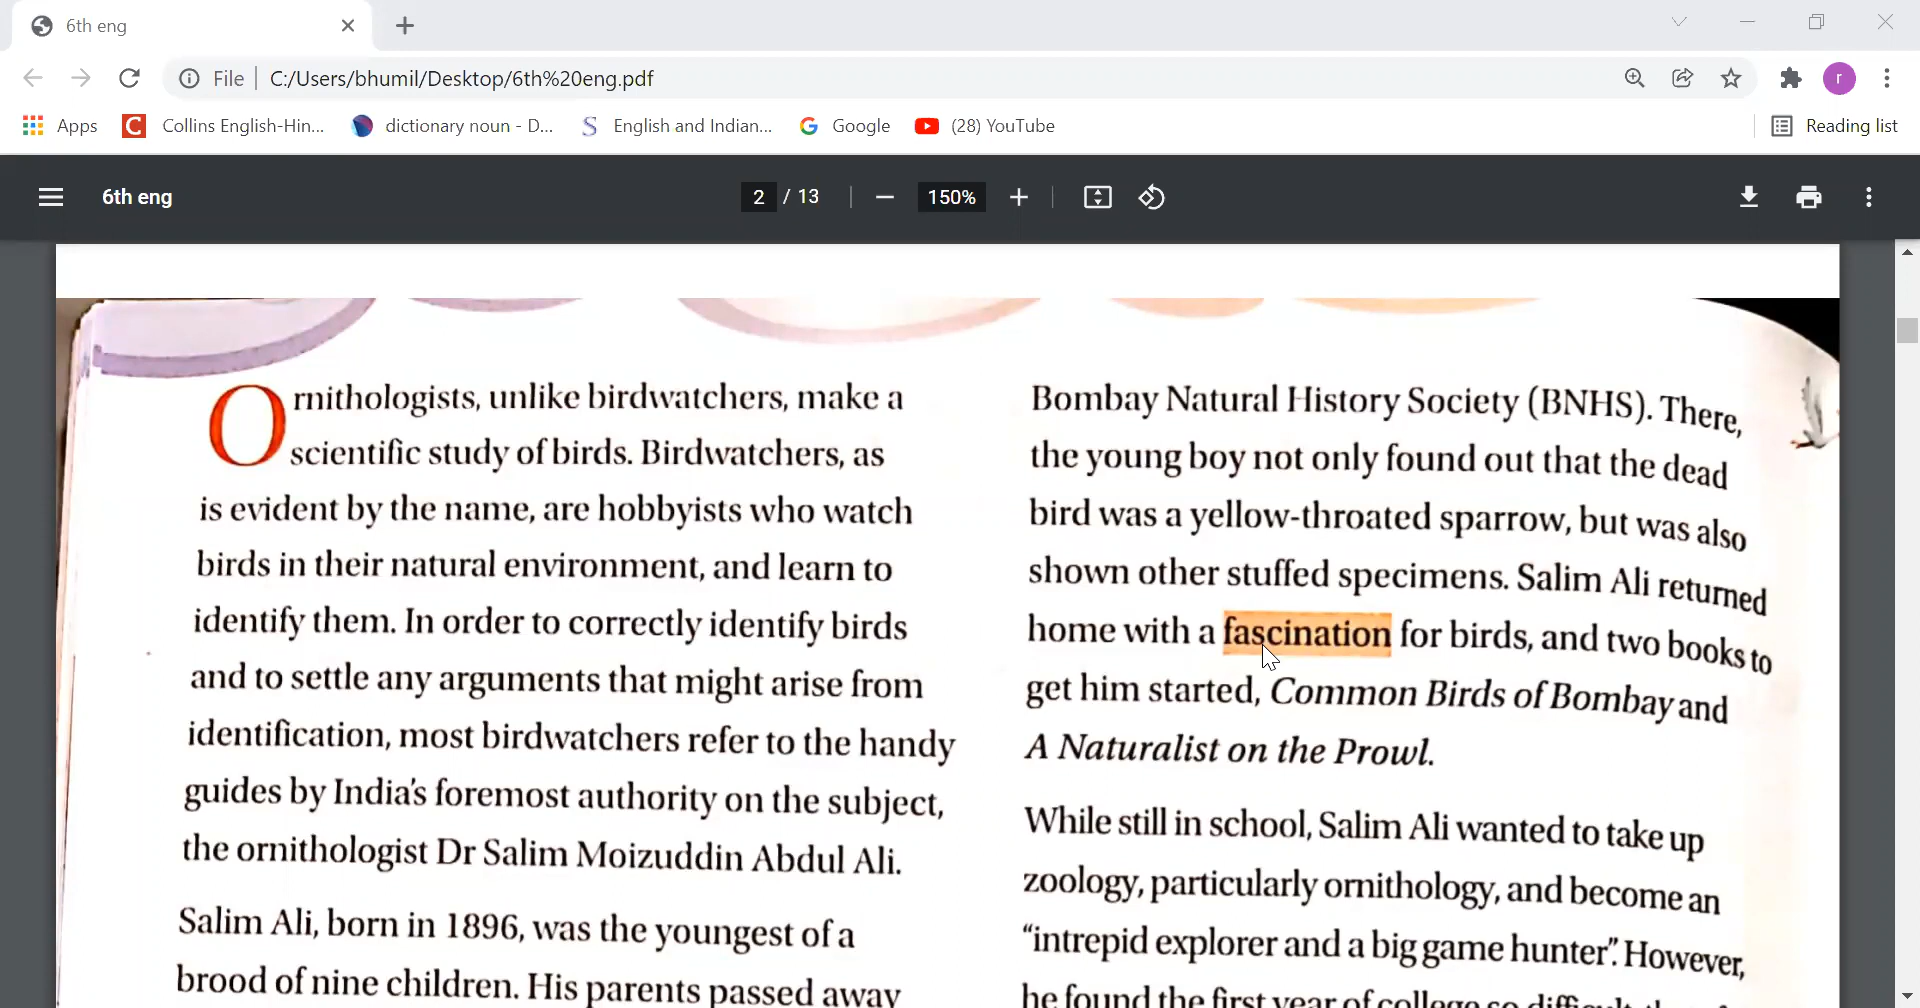 6th eng
File
C:/Users/bhumil/Desktop/6th%20eng.pdf
r
Apps
Collins English-Hin...
dictionary noun - D...
English and Indian...
Google
(28) YouTube
Reading list
6th eng
2 / 13
150%
Ornithologists, unlike birdwatchers, make a
scientific study of birds. Birdwatchers, as
is evident by the name, are hobbyists who watch
birds in their natural environment, and learn to
identify them. In order to correctly identify birds
and to settle any arguments that might arise from
identification, most birdwatchers refer to the handy
guides by India's foremost authority on the subject,
the ornithologist Dr Salim Moizuddin Abdul Ali.
Salim Ali, born in 1896, was the youngest of a
brood of nine children. His parents passed away
Bombay Natural History Society (BNHS). There,
the young boy not only found out that the dead
bird was a yellow-throated sparrow, but was also
shown other stuffed specimens. Salim Ali returned
home with a fascination for birds, and two books to
get him started, Common Birds of Bombay and
A Naturalist on the Prowl.
While still in school, Salim Ali wanted to take up
zoology, particularly ornithology, and become an
“intrepid explorer and a big game hunter”. However,
he found the first year of college so